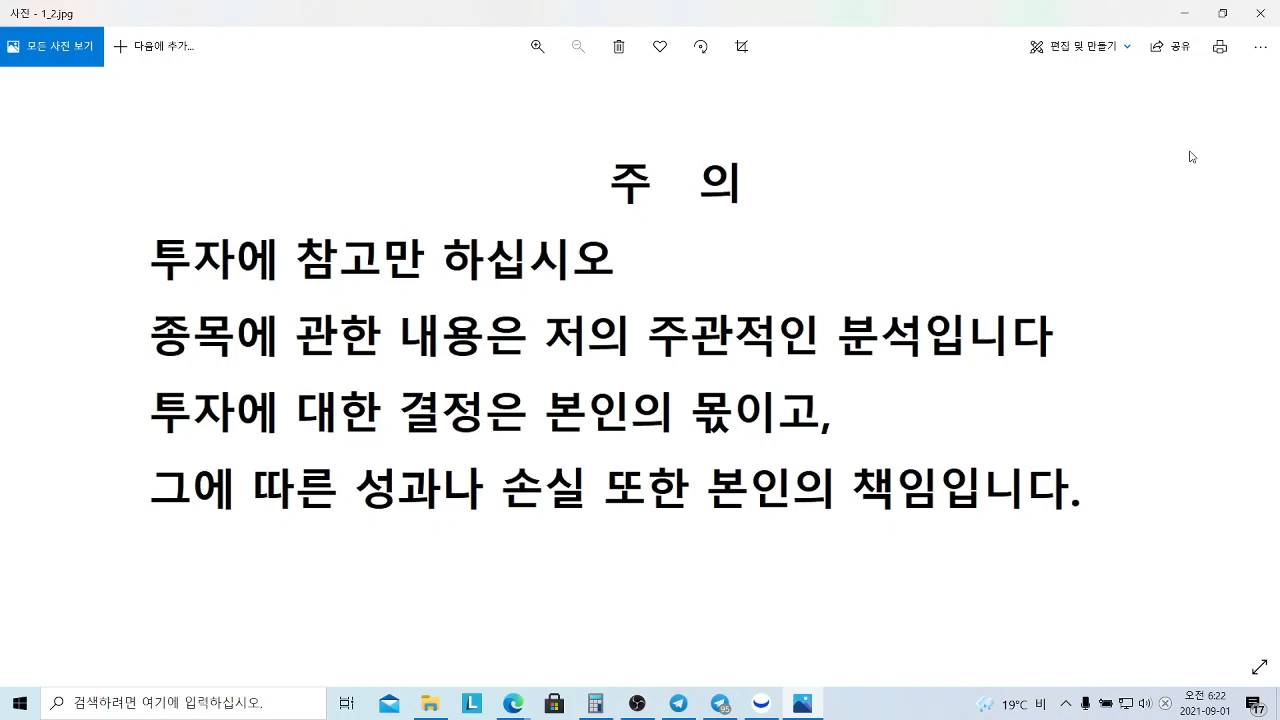 사진 - 1_2.jpg
모든 사진 보기
다음에 추가...
편집 및 만들기
공유
주 의
투자에 참고만 하십시오
종목에 관한 내용은 저의 주관적인 분석입니다
투자에 대한 결정은 본인의 몫이고,
그에 따른 성과나 손실 또한 본인의 책임입니다.
검색하려면 여기에 입력하십시오.
L
95
19°C 비
오전 6:22
2021-09-01
17